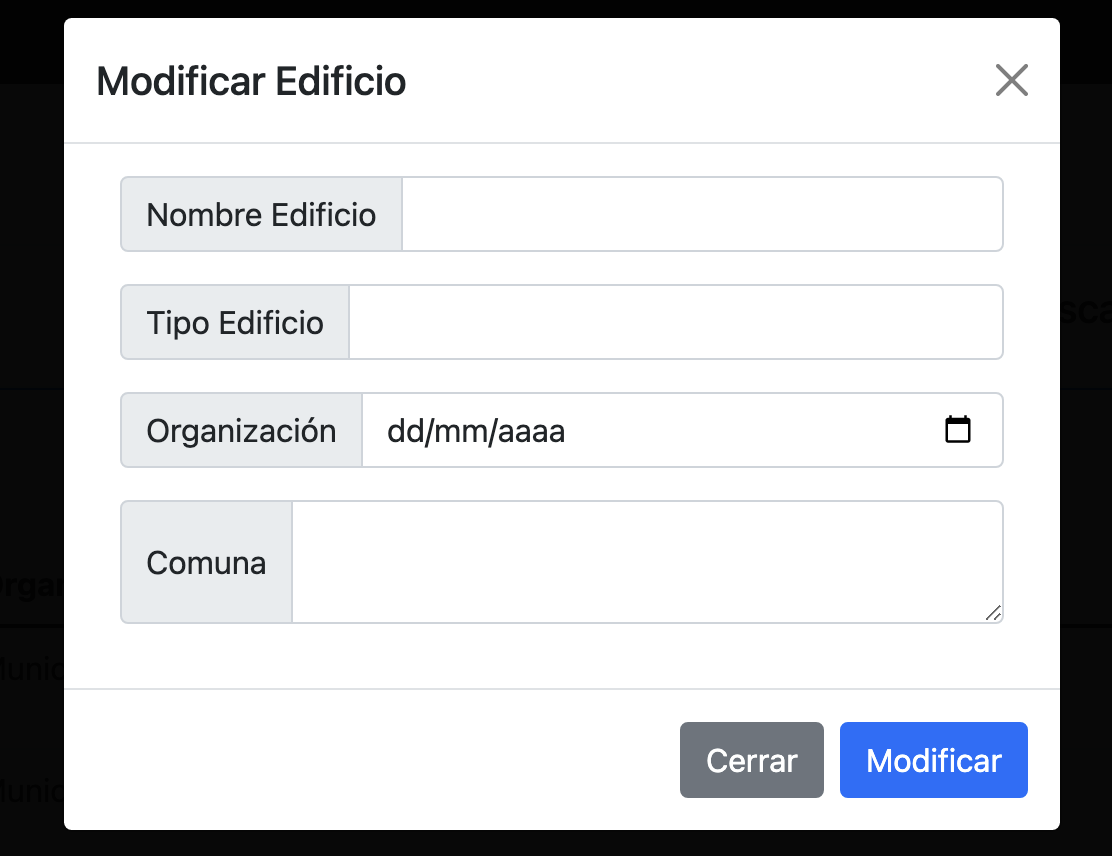 Modificar Edificio
Nombre Edificio
Tipo Edificio
Organización dd/mm/aaaa
Comuna
Cerrar Modificar